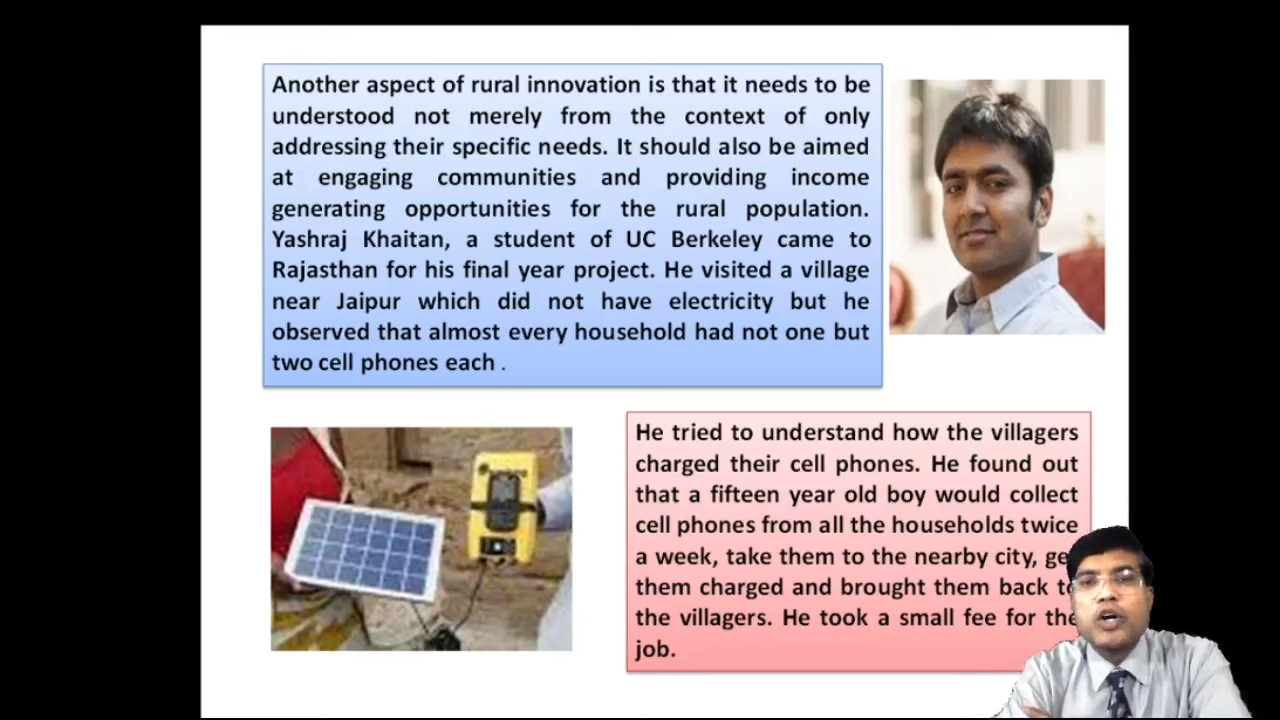 Another aspect of rural innovation is that it needs to be
understood not merely from the context of only
addressing their specific needs. It should also be aimed
at engaging communities and providing income
generating opportunities for the rural population.
Yashraj Khaitan, a student of UC Berkeley came to
Rajasthan for his final year project. He visited a village
near Jaipur which did not have electricity but he
observed that almost every household had not one but
two cell phones each .
He tried to understand how the villagers
charged their cell phones. He found out
that a fifteen year old boy would collect
cell phones from all the households twice
a week, take them to the nearby city,
them charged and brought them back
the villagers. He took a small fee for the
job.